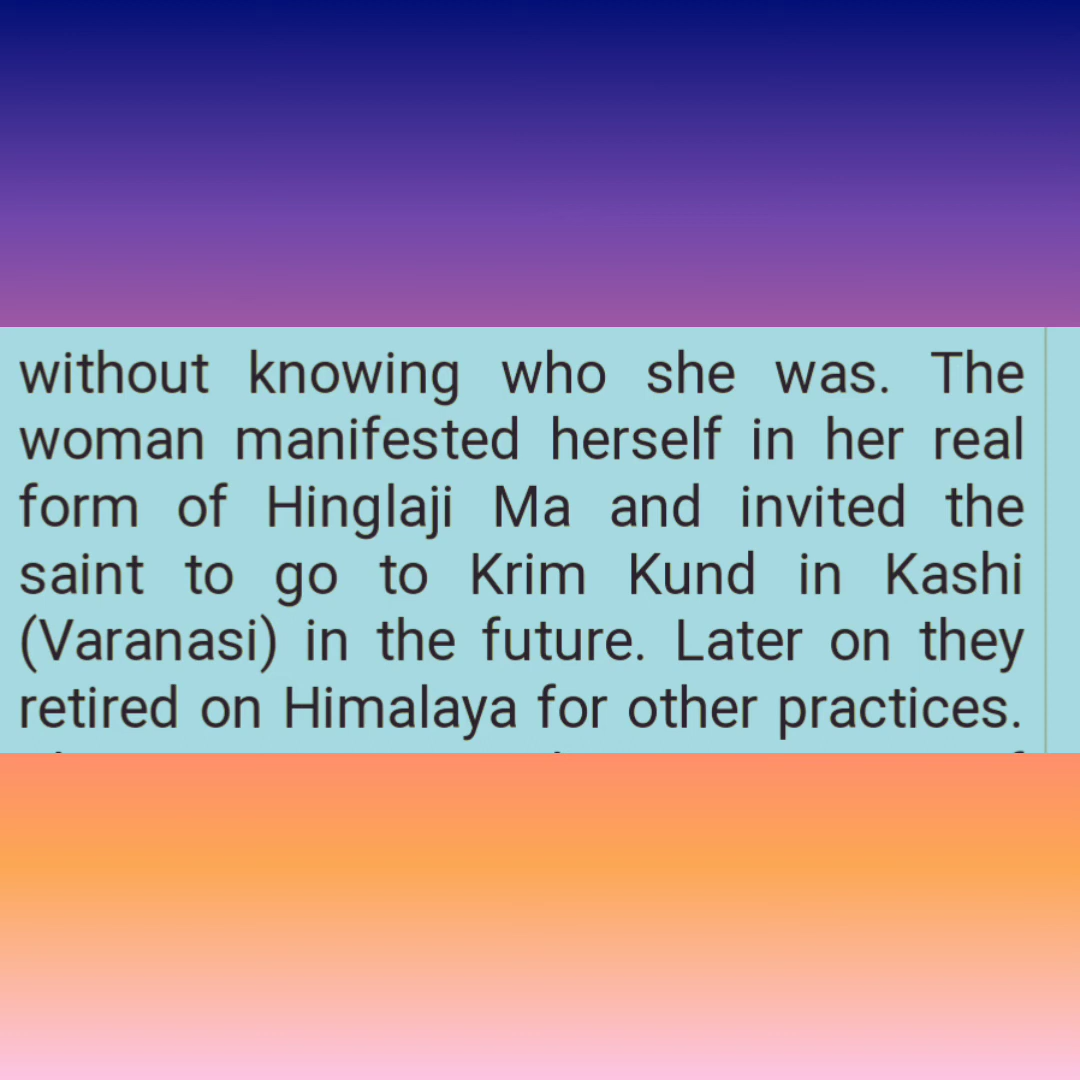 without knowing who she was. The
woman manifested herself in her real
form of Hinglaji Ma and invited the
saint to go to Krim Kund in Kashi
(Varanasi) in the future. Later on they
retired on Himalaya for other practices.